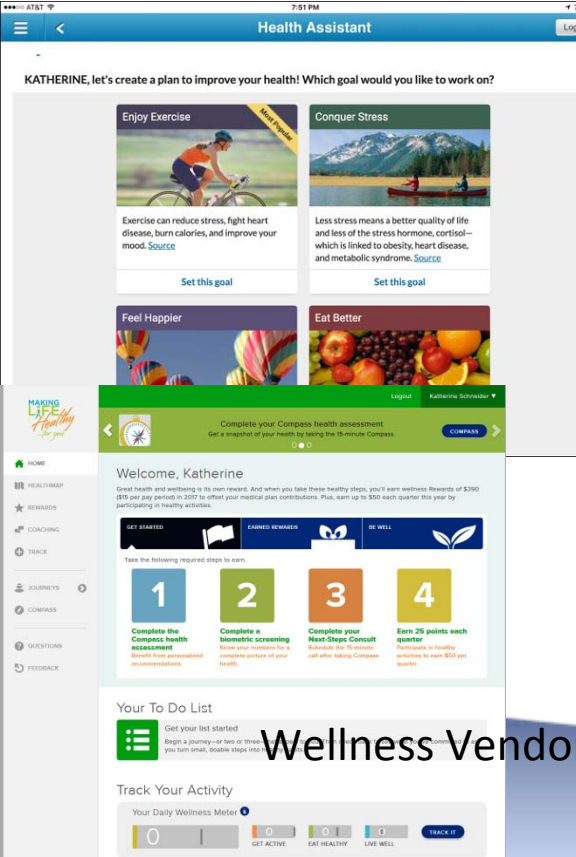 AT&T 7:51 PM
Health Assistant
KATHERINE, let's create a plan to improve your health! Which goal would you like to work on?
Enjoy Exercise
Most Popular
Exercise can reduce stress, fight heart
disease, burn calories, and improve your
mood. Source
Set this goal
Conquer Stress
Less stress means a better quality of life
and less of the stress hormone, cortisol—
which is linked to obesity, heart disease,
and metabolic syndrome. Source
Set this goal
Feel Happier
Eat Better
MAKING
LIFE
Healthy
for you
Logout Katherine Schneider
Complete your Compass health assessment
Get a snapshot of your health by taking the 15-minute Compass.
COMPASS
HOME
HEALTHMAP
REWARDS
COACHING
TRACK
JOURNEYS
COMPASS
QUESTIONS
FEEDBACK
Welcome, Katherine
Great health and wellbeing is its own reward. And when you take these healthy steps, you'll earn wellness Rewards of $390
($15 per pay period) in 2017 to offset your medical plan contributions. Plus, earn up to $50 each quarter this year by
participating in healthy activities.
GET STARTED
EARNED REWARDS
BE WELL
Take the following required steps to earn.
1
Complete the
Compass health
assessment
Benefit from personalized
recommendations
2
Complete a
biometric screening
Know your numbers for a
complete picture of your
health.
3
Complete your
Next-Steps Consult
Schedule the 15 minute
call after taking Compass
4
Earn 25 points each
quarter
Participate in healthy
activities to earn $50 per
quarter
Your To Do List
Get your list started
Begin a journey—or two or three
you turn small, doable steps into
Wellness Vendo
Track Your Activity
Your Daily Wellness Meter
0
0
GET ACTIVE
0
EAT HEALTHY
0
LIVE WELL
TRACK IT